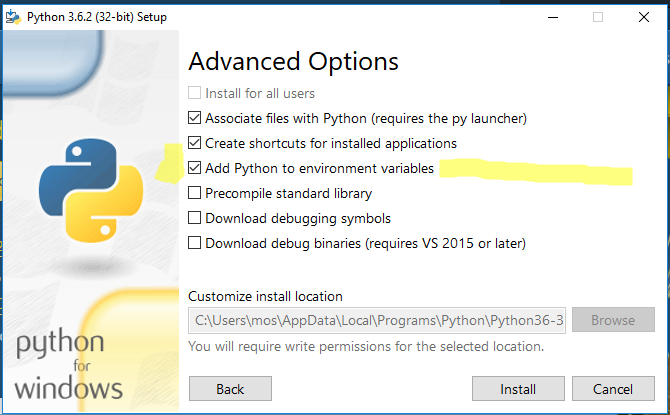 Python 3.6.2 (32-bit) Setup
Advanced Options
Install for all users
Associate files with Python (requires the py launcher)
Create shortcuts for installed applications
Add Python to environment variables
Precompile standard library
Download debugging symbols
Download debug binaries (requires VS 2015 or later)
Customize install location
C:\Users\mos\AppData\Local\Programs\Python\Python36-3
Browse
You will require write permissions for the selected location.
python
for
windows
Back
Install
Cancel